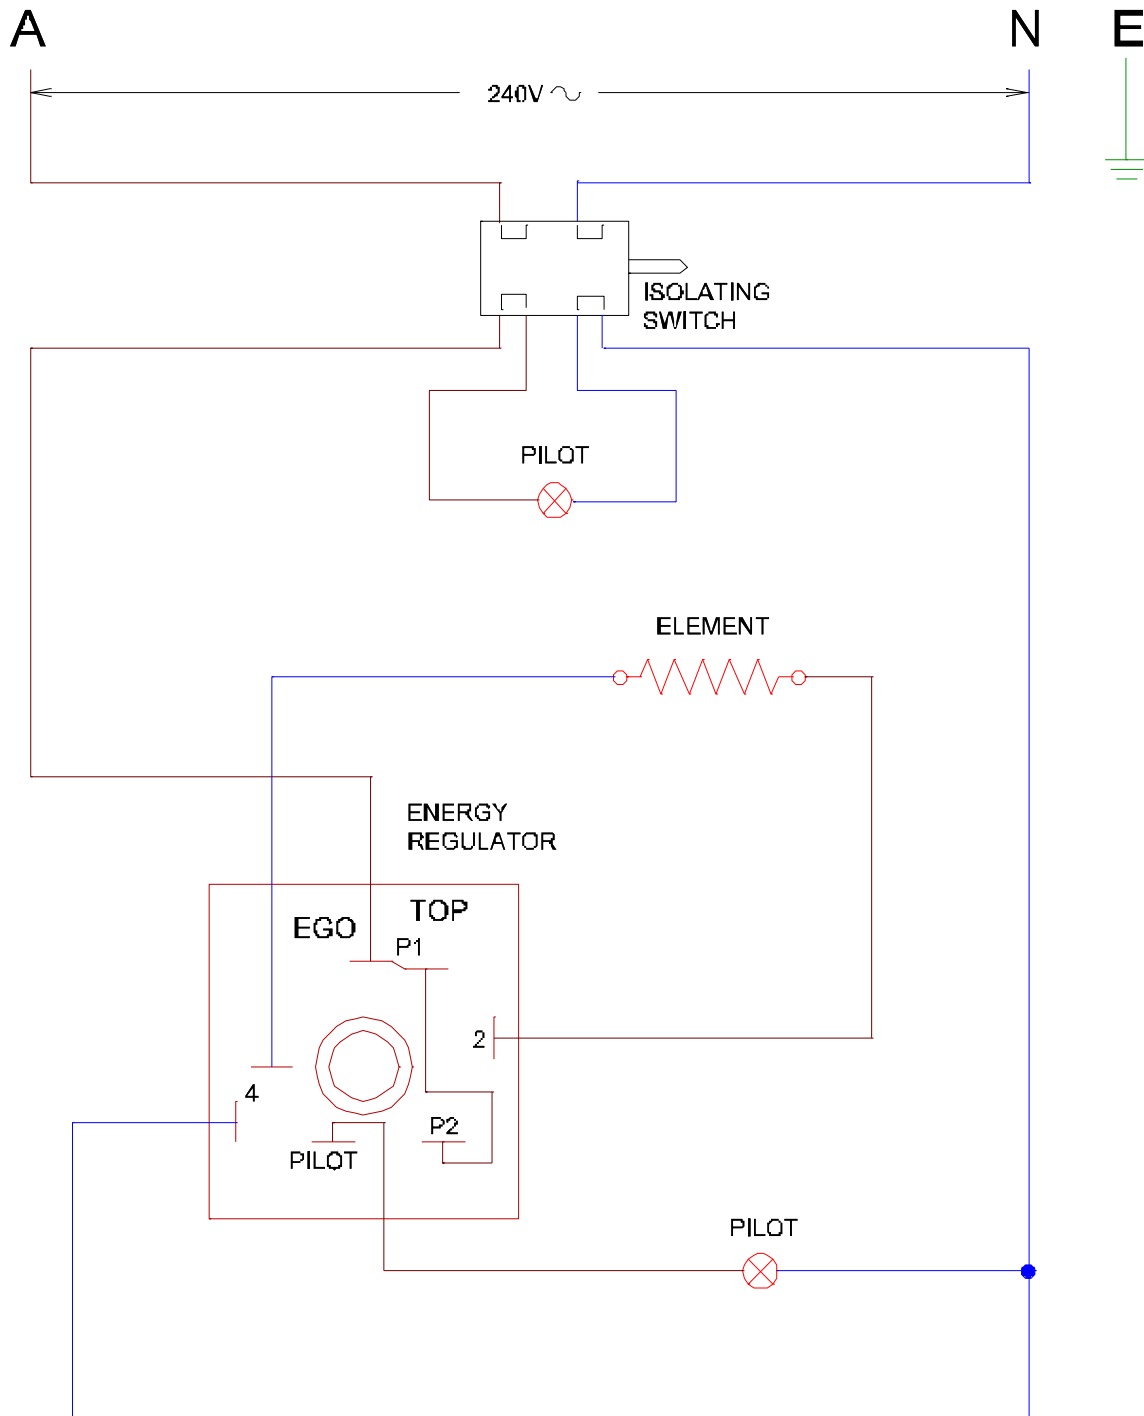 A N E
240V
ISOLATING
SWITCH
PILOT
ELEMENT
ENERGY
REGULATOR
TOP
EGO
P1
2
4
P2
PILOT
PILOT